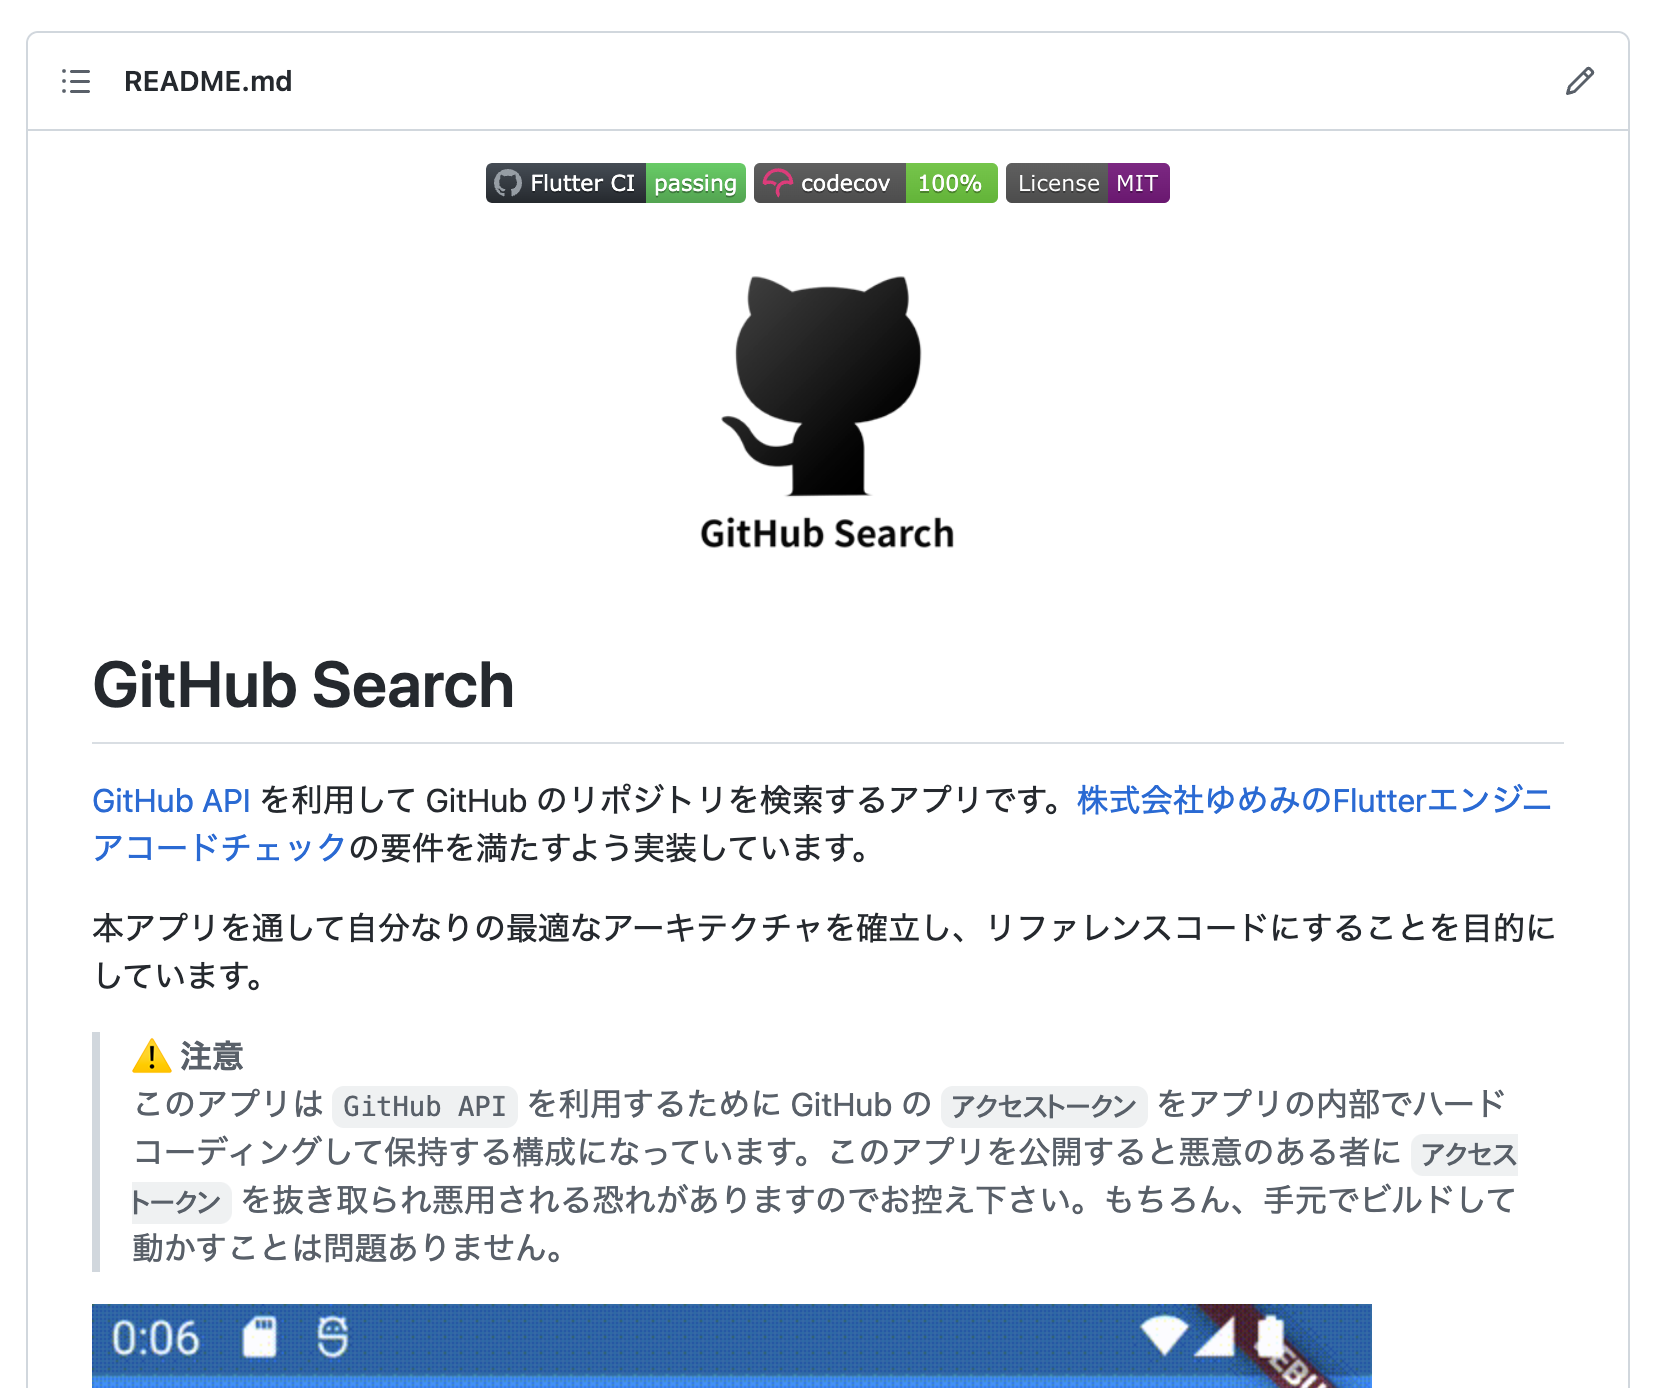 README.md
Flutter CI passing codecov 100% License MIT
GitHub Search
GitHub Search
GitHub API を利用して GitHub のリポジトリを検索するアプリです。株式会社ゆめみのFlutterエンジニ
アコードチェックの要件を満たすよう実装しています。
本アプリを通して自分なりの最適なアーキテクチャを確立し、リファレンスコードにすることを目的に
しています。
⚠️ 注意
このアプリは GitHub API を利用するために GitHub の アクセストークン をアプリの内部でハード
コーディングして保持する構成になっています。このアプリを公開すると悪意のある者に アクセス
トークン を抜き取られ悪用される恐れがありますのでお控え下さい。もちろん、手元でビルドして
動かすことは問題ありません。
0:06